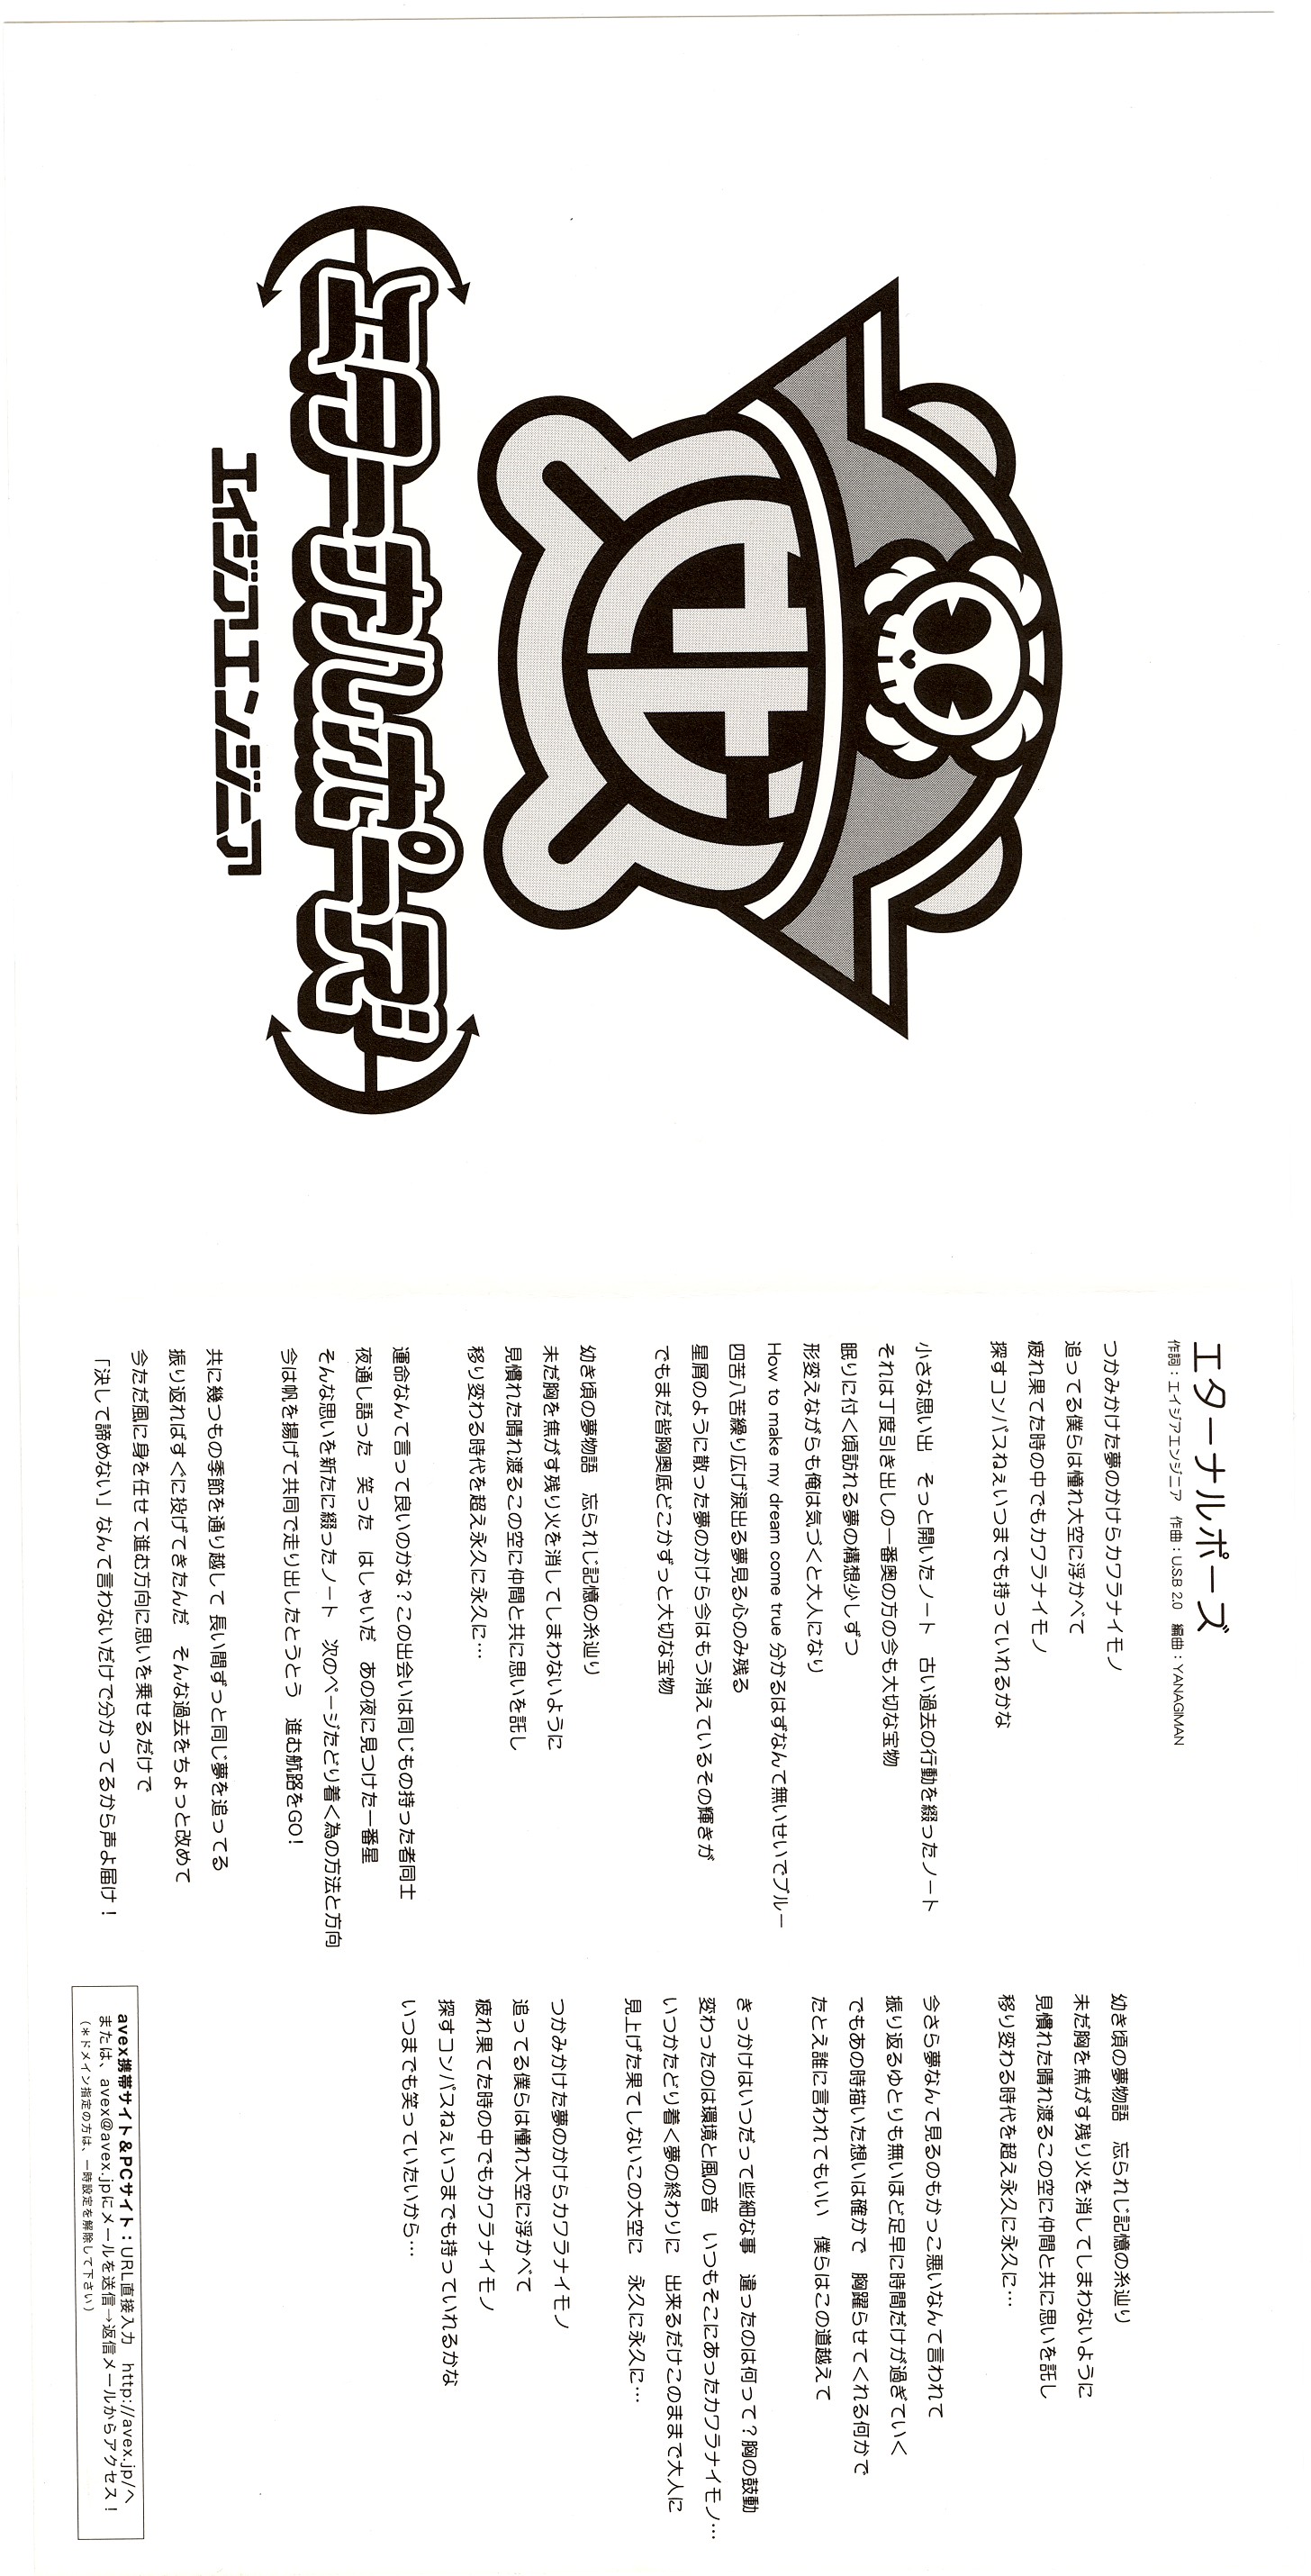 エターナルポーズ
エイジアエンジニア
エターナルポーズ
作詞：エイジアエンジニア　作曲：U.S.B 2.0　編曲：YANAGIMAN
つかみかけた夢のかけらカワラナイモノ
追ってる僕らは憧れ大空に浮かべて
疲れ果てた時の中でもカワラナイモノ
探すコンパスねぇいつまでも持っていれるかな
小さな思い出　そっと開いたノート　古い過去の行動を綴ったノート
それは丁度引き出しの一番奥の方の今も大切な宝物
眠りに付く頃訪れる夢の構想少しずつ
形変えながらも俺は気づくと大人になり
How to make my dream come true 分かるはずなんて無いせいでブルー
四苦八苦繰り広げ涙出る夢見る心のみ残る
星屑のように散った夢のかけら今はもう消えているその輝きが
でもまだ皆胸奥底どこかずっと大切な宝物
幼き頃の夢物語　忘られじ記憶の糸辿り
未だ胸を焦がす残り火を消してしまわないように
見慣れた晴れ渡るこの空に仲間と共に思いを託し
移り変わる時代を超え永久に永久に…
運命なんて言って良いのかな？この出会いは同じもの持った者同士
夜通し語った　笑った　はしゃいだ　あの夜に見つけた一番星
そんな思いを新たに綴ったノート　次のページたどり着く為の方法と方向
今は帆を揚げて共同で走り出したとうとう　進む航路をGO！
共に幾つもの季節を通り越して 長い間ずっと同じ夢を追ってる
振り返ればすぐに投げてきたんだ　そんな過去をちょっと改めて
今ただ風に身を任せて進む方向に思いを乗せるだけで
「決して諦めない」なんて言わないだけで分かってるから声よ届け！
幼き頃の夢物語　忘られじ記憶の糸辿り
未だ胸を焦がす残り火を消してしまわないように
見慣れた晴れ渡るこの空に仲間と共に思いを託し
移り変わる時代を超え永久に永久に…
今さら夢なんて見るのもかっこ悪いなんて言われて
振り返るゆとりも無いほど足早に時間だけが過ぎていく
でもあの時描いた想いは確かで　胸躍らせてくれる何かで
たとえ誰に言われてもいい　僕らはこの道越えて
きっかけはいつだって些細な事　違ったのは何って？胸の鼓動
変わったのは環境と風の音　いつもそこにあったカワラナイモノ…
いつかたどり着く夢の終わりに　出来るだけこのままで大人に
見上げた果てしないこの大空に　永久に永久に…
つかみかけた夢のかけらカワラナイモノ
追ってる僕らは憧れ大空に浮かべて
疲れ果てた時の中でもカワラナイモノ
探すコンパスねぇいつまでも持っていれるかな
いつまでも笑っていたいから…
avex携帯サイト&PCサイト：URL直接入力　http://avex.jp/へ
または、avex@avex.jpにメールを送信→返信メールからアクセス！
（＊ドメイン指定の方は、一時設定を解除して下さい）